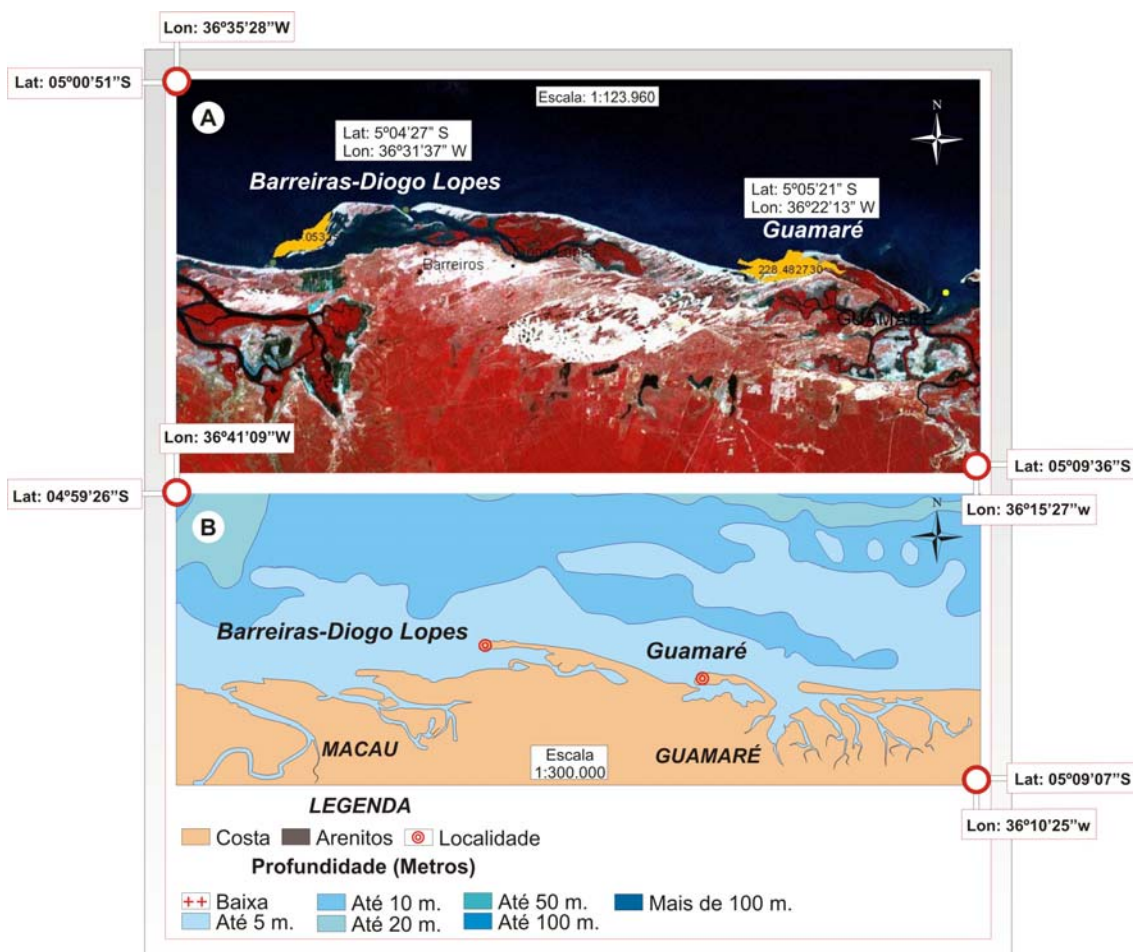 Lon: 36º35'28”W
Lat: 05º00'51”S
A
Escala: 1:123.960
N
Lat: 5º04'27” S
Lon: 36º31'37” W
Barreiras-Diogo Lopes
Lat: 5º05'21” S
Lon: 36º22'13” W
Guamaré
Barreiros
228.482730
GUAMARÉ
Lon: 36º41'09”W
Lat: 05º09'36”S
Lat: 04º59'26”S
Lon: 36º15'27”w
B
N
Barreiras-Diogo Lopes
Guamaré
MACAU
Escala
1:300.000
GUAMARÉ
Lat: 05º09'07”S
Lon: 36º10'25”w
LEGENDA
Costa Arenitos Localidade
Profundidade (Metros)
Baixa Até 10 m. Até 50 m. Mais de 100 m.
Até 5 m. Até 20 m. Até 100 m.